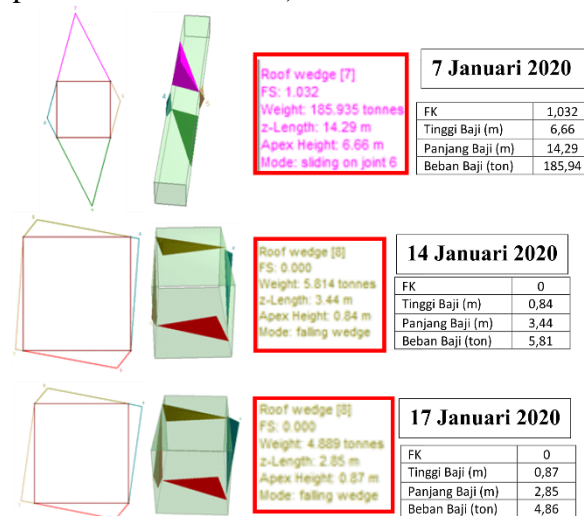 Roof wedge [7]
FS: 1.032
Weight: 185.935 tonnes
z-Length: 14.29 m
Apex Height: 6.66 m
Mode: sliding on joint 6
7 Januari 2020
FK 1,032
Tinggi Baji (m) 6,66
Panjang Baji (m) 14,29
Beban Baji (ton) 185,94
Roof wedge [8]
FS: 0.000
Weight: 5.814 tonnes
z-Length: 3.44 m
Apex Height: 0.84 m
Mode: falling wedge
14 Januari 2020
FK 0
Tinggi Baji (m) 0,84
Panjang Baji (m) 3,44
Beban Baji (ton) 5,81
Roof wedge [8]
FS: 0.000
Weight: 4.889 tonnes
z-Length: 2.85 m
Apex Height: 0.87 m
Mode: falling wedge
17 Januari 2020
FK 0
Tinggi Baji (m) 0,87
Panjang Baji (m) 2,85
Beban Baji (ton) 4,86